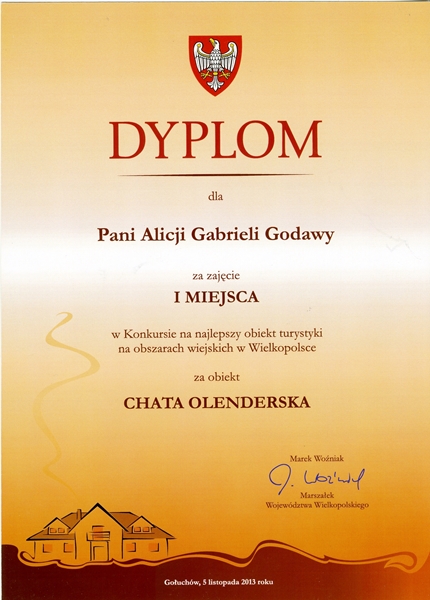 DYPLOM
dla
Pani Alicji Gabrieli Godawy
za zajęcie
I MIEJSCA
w Konkursie na najlepszy obiekt turystyki
na obszarach wiejskich w Wielkopolsce
za obiekt
CHATA OLENDERSKA
Marek Woźniak
Marszałek
Województwa Wielkopolskiego
Gołuchów, 5 listopada 2013 roku